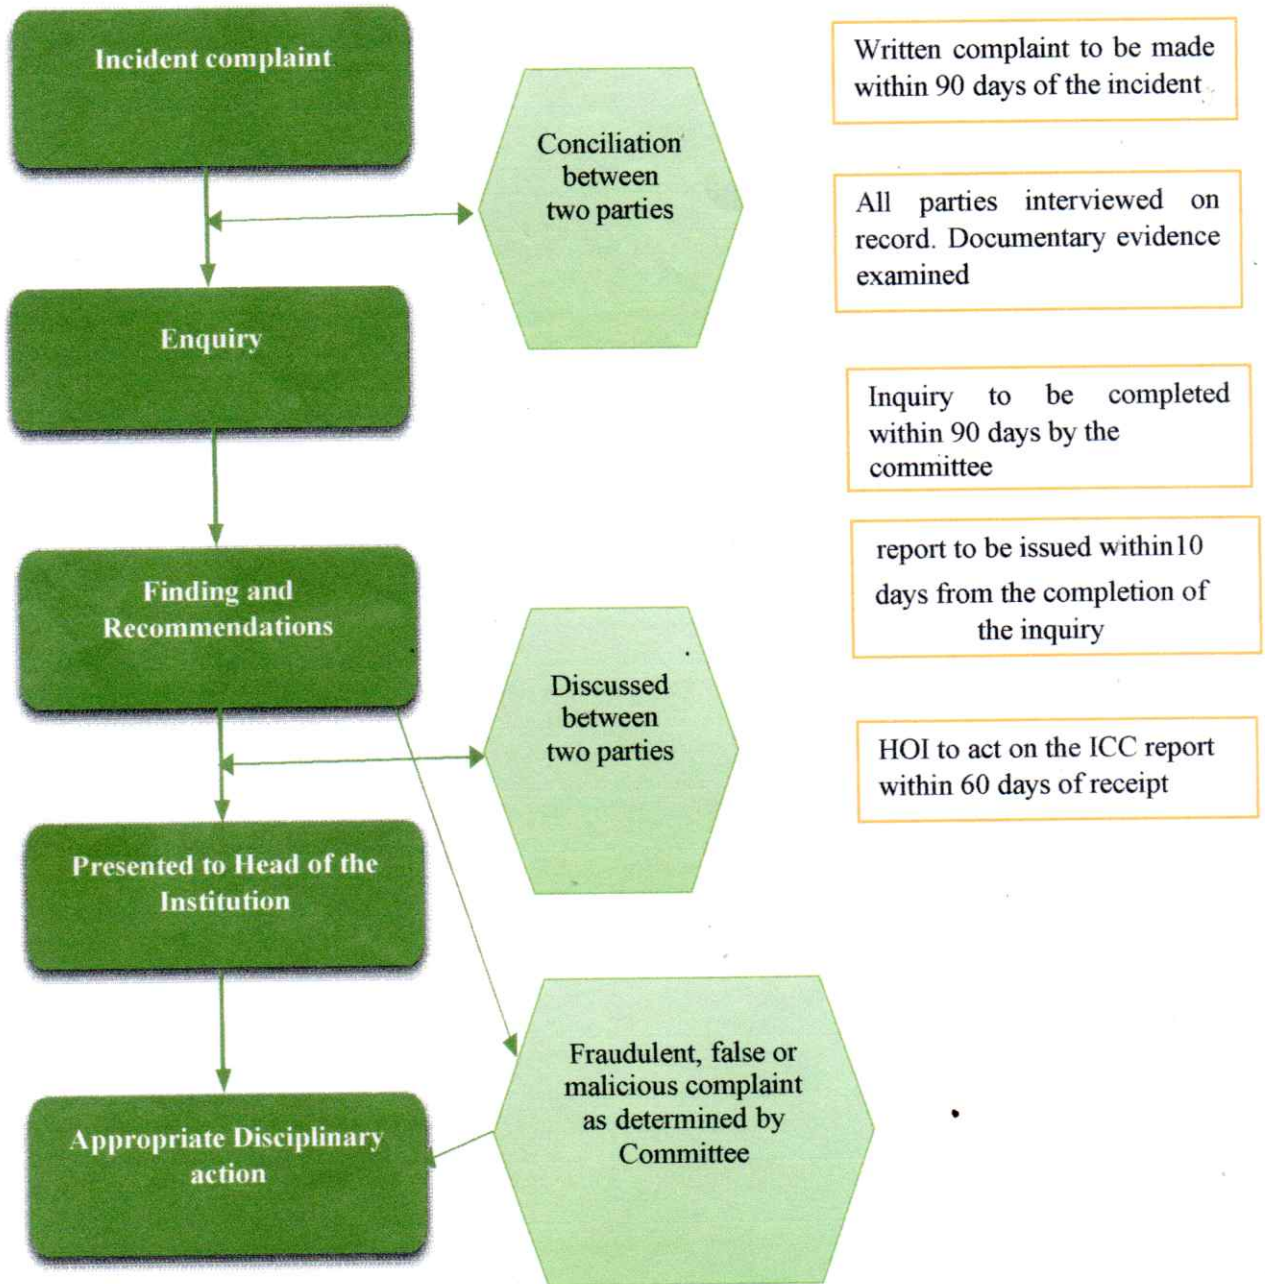 Incident complaint
Conciliation
between
two parties
Enquiry
Finding and
Recommendations
Discussed
between
two parties
Presented to Head of the
Institution
Fraudulent, false or
malicious complaint
as determined by
Committee
Appropriate Disciplinary
action
Written complaint to be made
within 90 days of the incident
All parties interviewed on
record. Documentary evidence
examined
Inquiry to be completed
within 90 days by the
committee
report to be issued within10
days from the completion of
the inquiry
HOI to act on the ICC report
within 60 days of receipt